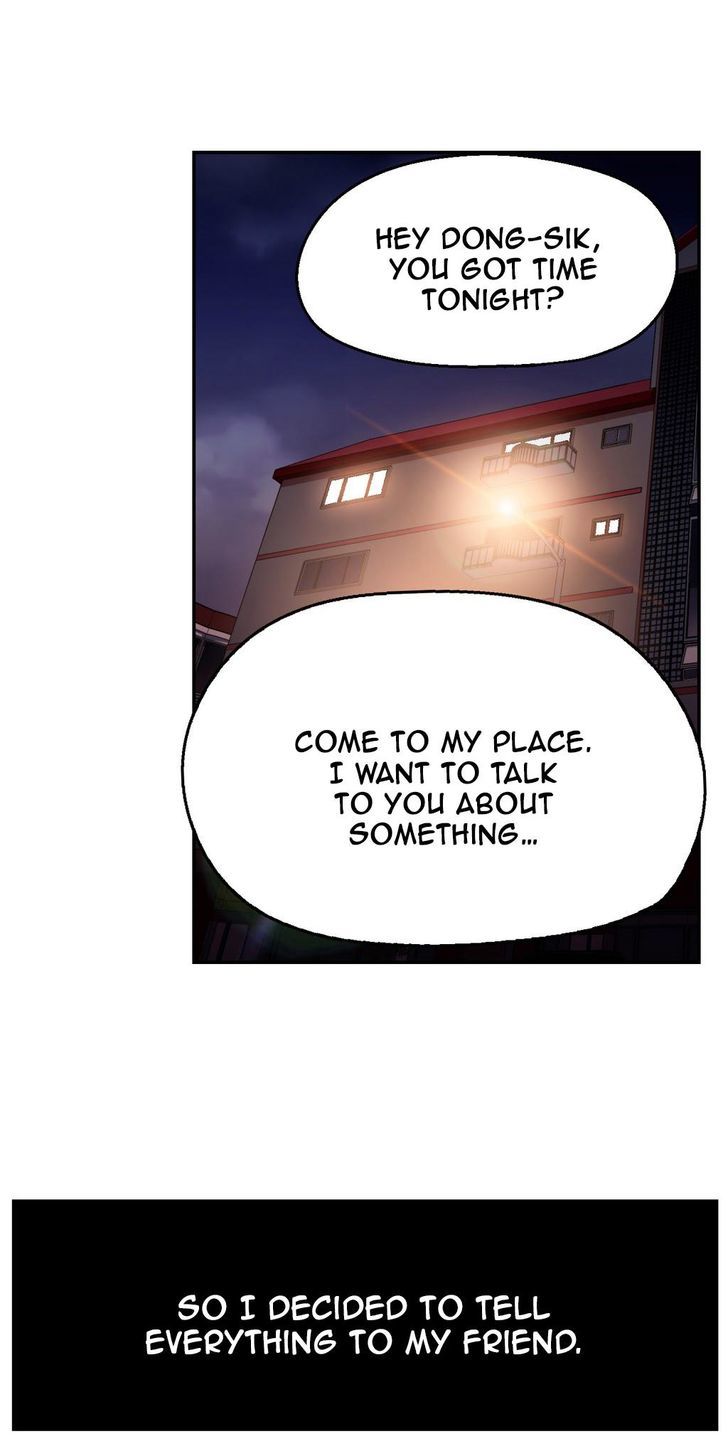 HEY DONG-SIK,
YOU GOT TIME
TONIGHT?
COME TO MY PLACE.
I WANT TO TALK
TO YOU ABOUT
SOMETHING...
SO I DECIDED TO TELL
EVERYTHING TO MY FRIEND.